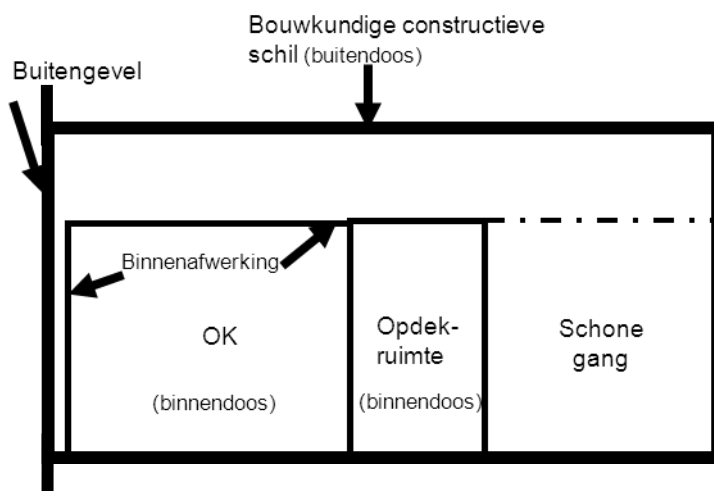 Bouwkundige constructieve
schil (buitendoos)
Buitengevel
Binnenafwerking
OK
(binnendoos)
Opdek-
ruimte
(binnendoos)
Schone
gang